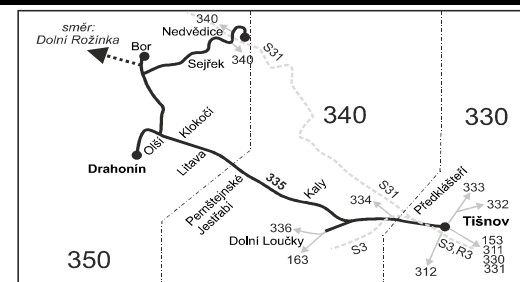 340
směr:
Dolní Rožínka
Nedvědice
Bor
340
S31
Sejřek
340
330
Klokočí
Olší
Litava
Drahonín
335
Kaly
Pernštejnské
Jestřabí
S31
Předklášteří
333
334
332
Tišnov
336
Dolní Loučky
S3
S3,R3
153
311
330
331
163
312
350